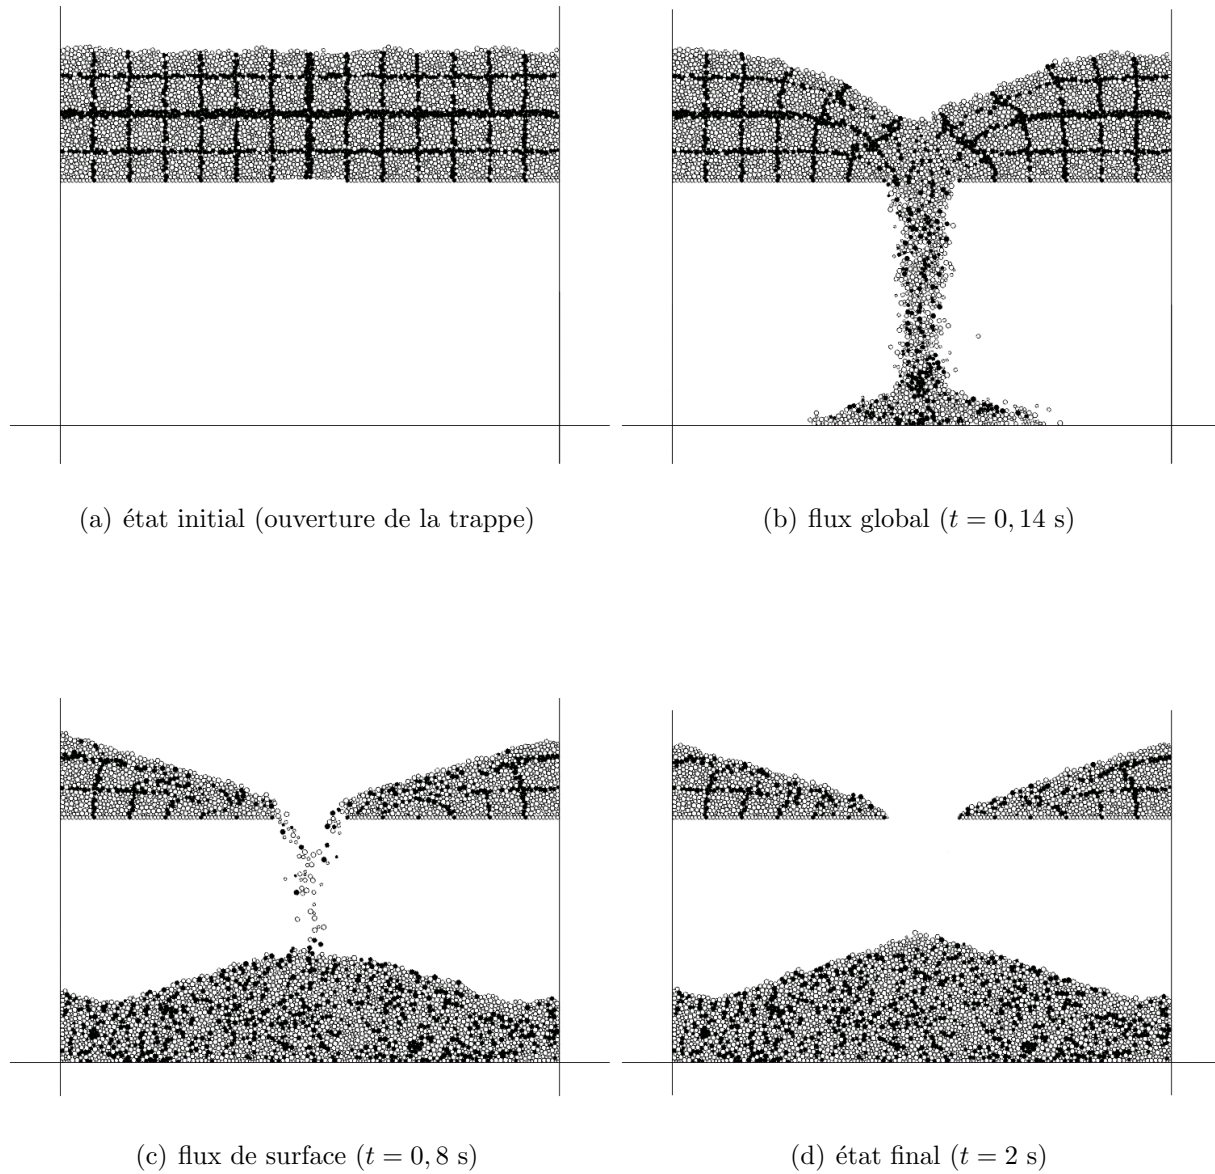 (a) état initial (ouverture de la trappe)
(b) flux global (t = 0, 14 s)
(c) flux de surface (t = 0, 8 s)
(d) état final (t = 2 s)